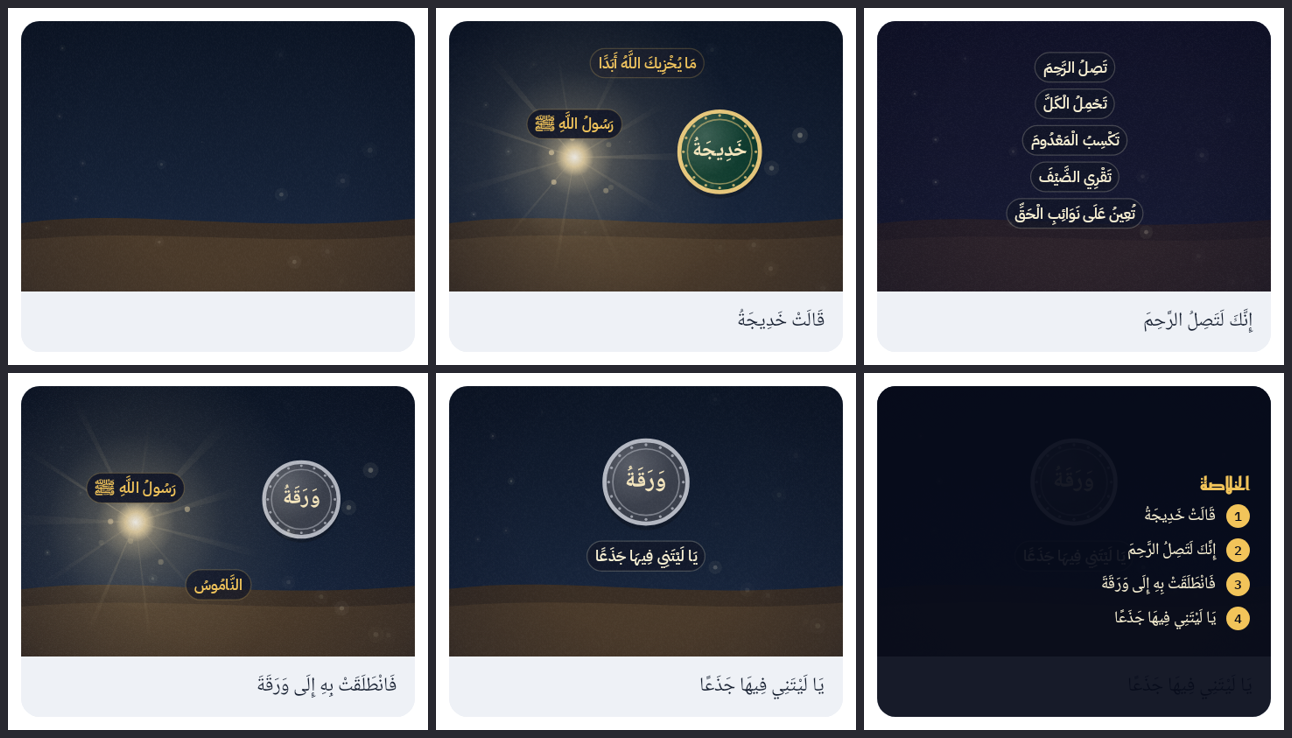 مَا يُخْزِيكَ اللَّهُ أَبَدًا
رَسُولُ اللَّهِ ﷺ
خَدِيجَةُ
قَالَتْ خَدِيجَةُ
تَصِلُ الرَّحِمَ
تَحْمِلُ الْكَلَّ
تَكْسِبُ الْمَعْدُومَ
تَقْرِي الضَّيْفَ
تُعِينُ عَلَى نَوَائِبِ الْحَقِّ
إِنَّكَ لَتَصِلُ الرَّحِمَ
رَسُولُ اللَّهِ ﷺ
وَرَقَةُ
النَّامُوسُ
فَانْطَلَقَتْ بِهِ إِلَى وَرَقَةَ
وَرَقَةُ
يَا لَيْتَنِي فِيهَا جَذَعًا
يَا لَيْتَنِي فِيهَا جَذَعًا
وَرَقَةُ
الخلاصة
1 قَالَتْ خَدِيجَةُ
2 إِنَّكَ لَتَصِلُ الرَّحِمَ
يَا لَيْتَنِي فِيهَا جَذَعًا
3 فَانْطَلَقَتْ بِهِ إِلَى وَرَقَةَ
4 يَا لَيْتَنِي فِيهَا جَذَعًا
يَا لَيْتَنِي فِيهَا جَذَعًا